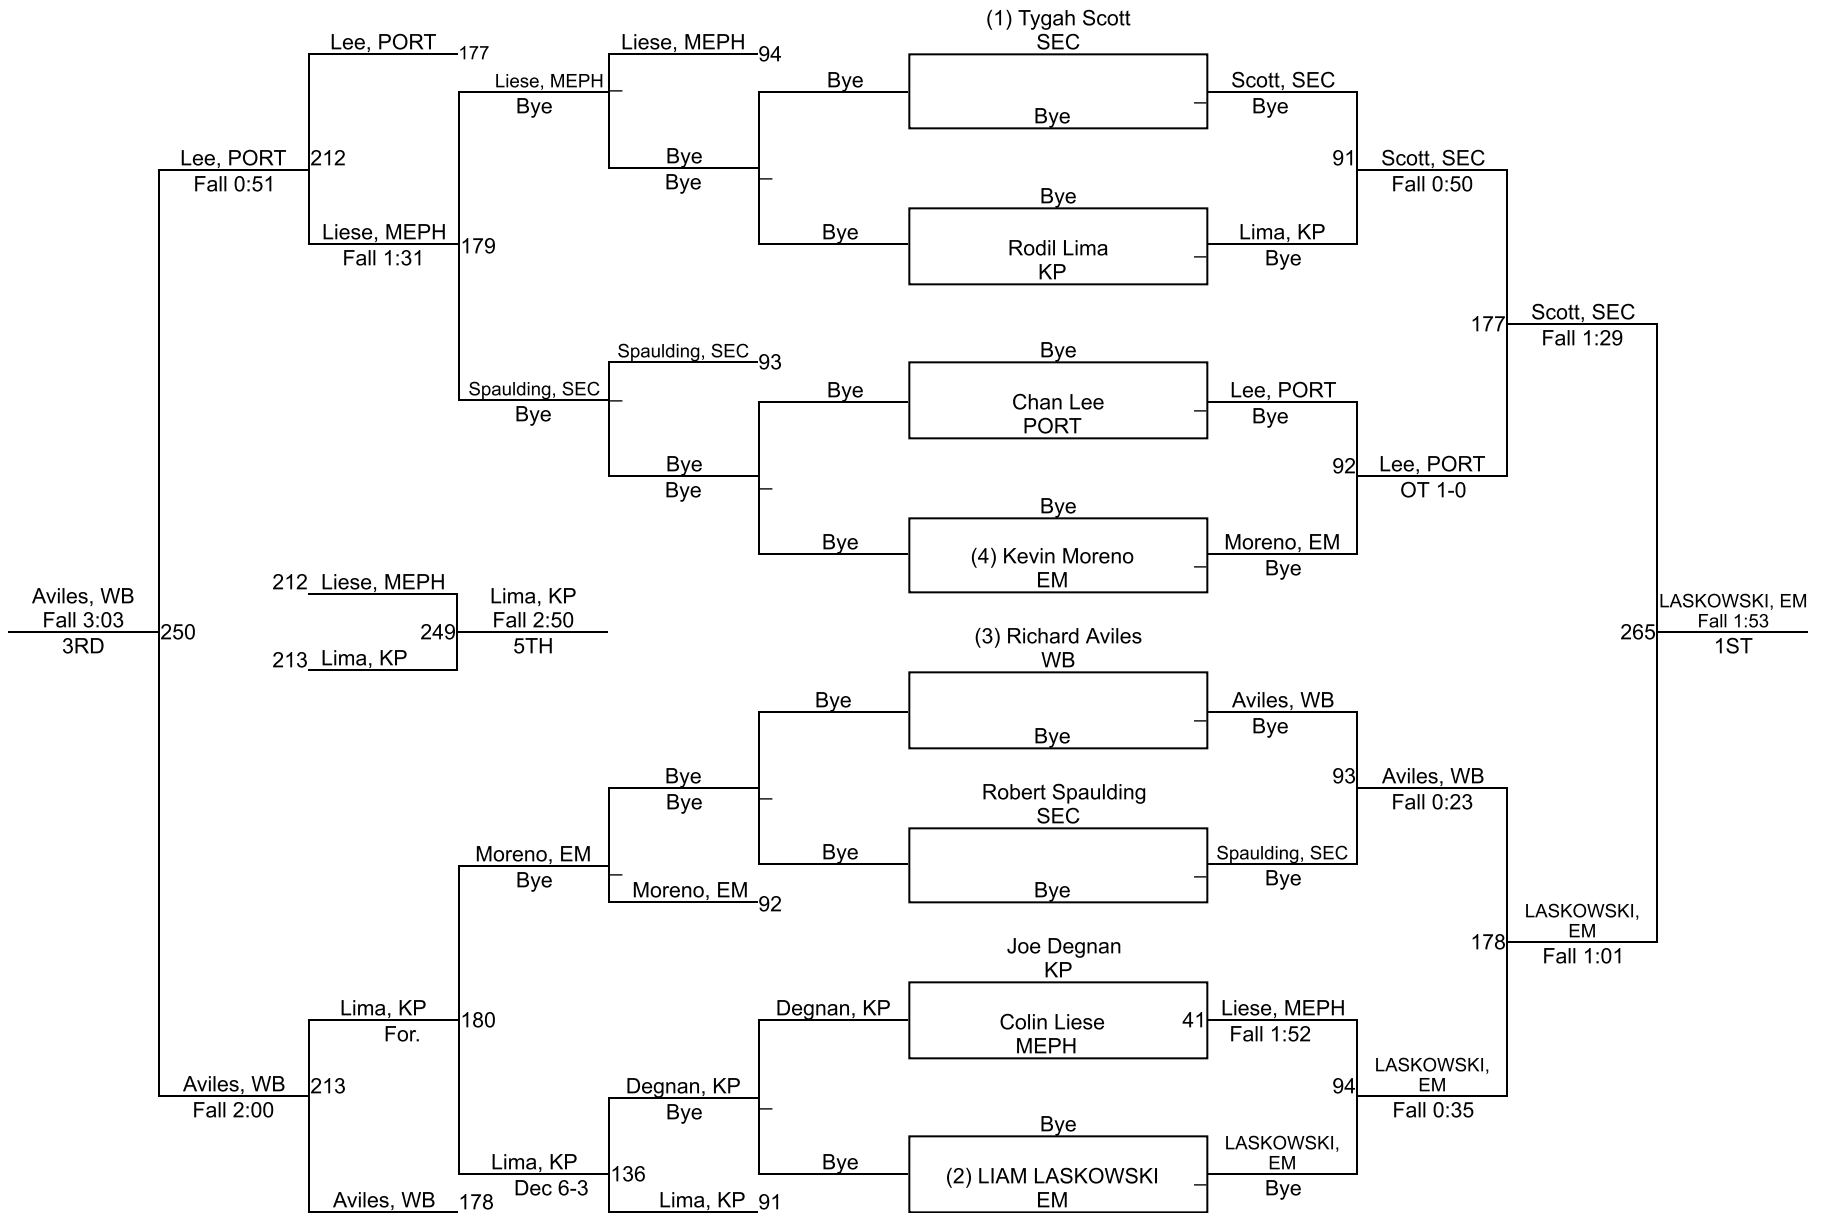 (1) Tygah Scott
SEC
Lee, PORT
177
Liese, MEPH
94
Liese, MEPH
Bye
Bye
Bye
Scott, SEC
Bye
Lee, PORT
212
Fall 0:51
Bye
Bye
91
Scott, SEC
Fall 0:50
Bye
Liese, MEPH
179
Fall 1:31
Bye
Rodil Lima
KP
Lima, KP
Bye
177
Scott, SEC
Fall 1:29
Spaulding, SEC
93
Bye
Spaulding, SEC
Bye
Bye
Chan Lee
PORT
Lee, PORT
Bye
Bye
Bye
92
Lee, PORT
OT 1-0
Bye
Bye
(4) Kevin Moreno
EM
Moreno, EM
Bye
212
Liese, MEPH
Aviles, WB
Fall 3:03
3RD
250
249
Lima, KP
Fall 2:50
5TH
213
Lima, KP
265
LASKOWSKI, EM
Fall 1:53
1ST
(3) Richard Aviles
WB
Bye
Bye
Aviles, WB
Bye
Bye
Bye
93
Aviles, WB
Fall 0:23
Robert Spaulding
SEC
Moreno, EM
Bye
Bye
Bye
Spaulding, SEC
Bye
Moreno, EM
92
178
LASKOWSKI,
EM
Fall 1:01
Joe Degnan
KP
Lima, KP
180
For.
Degnan, KP
Colin Liese
MEPH
41
Liese, MEPH
Fall 1:52
Aviles, WB
213
Fall 2:00
Degnan, KP
Bye
94
LASKOWSKI,
EM
Fall 0:35
Bye
Lima, KP
136
Dec 6-3
Bye
(2) LIAM LASKOWSKI
EM
LASKOWSKI,
EM
Bye
Aviles, WB
178
Lima, KP
91